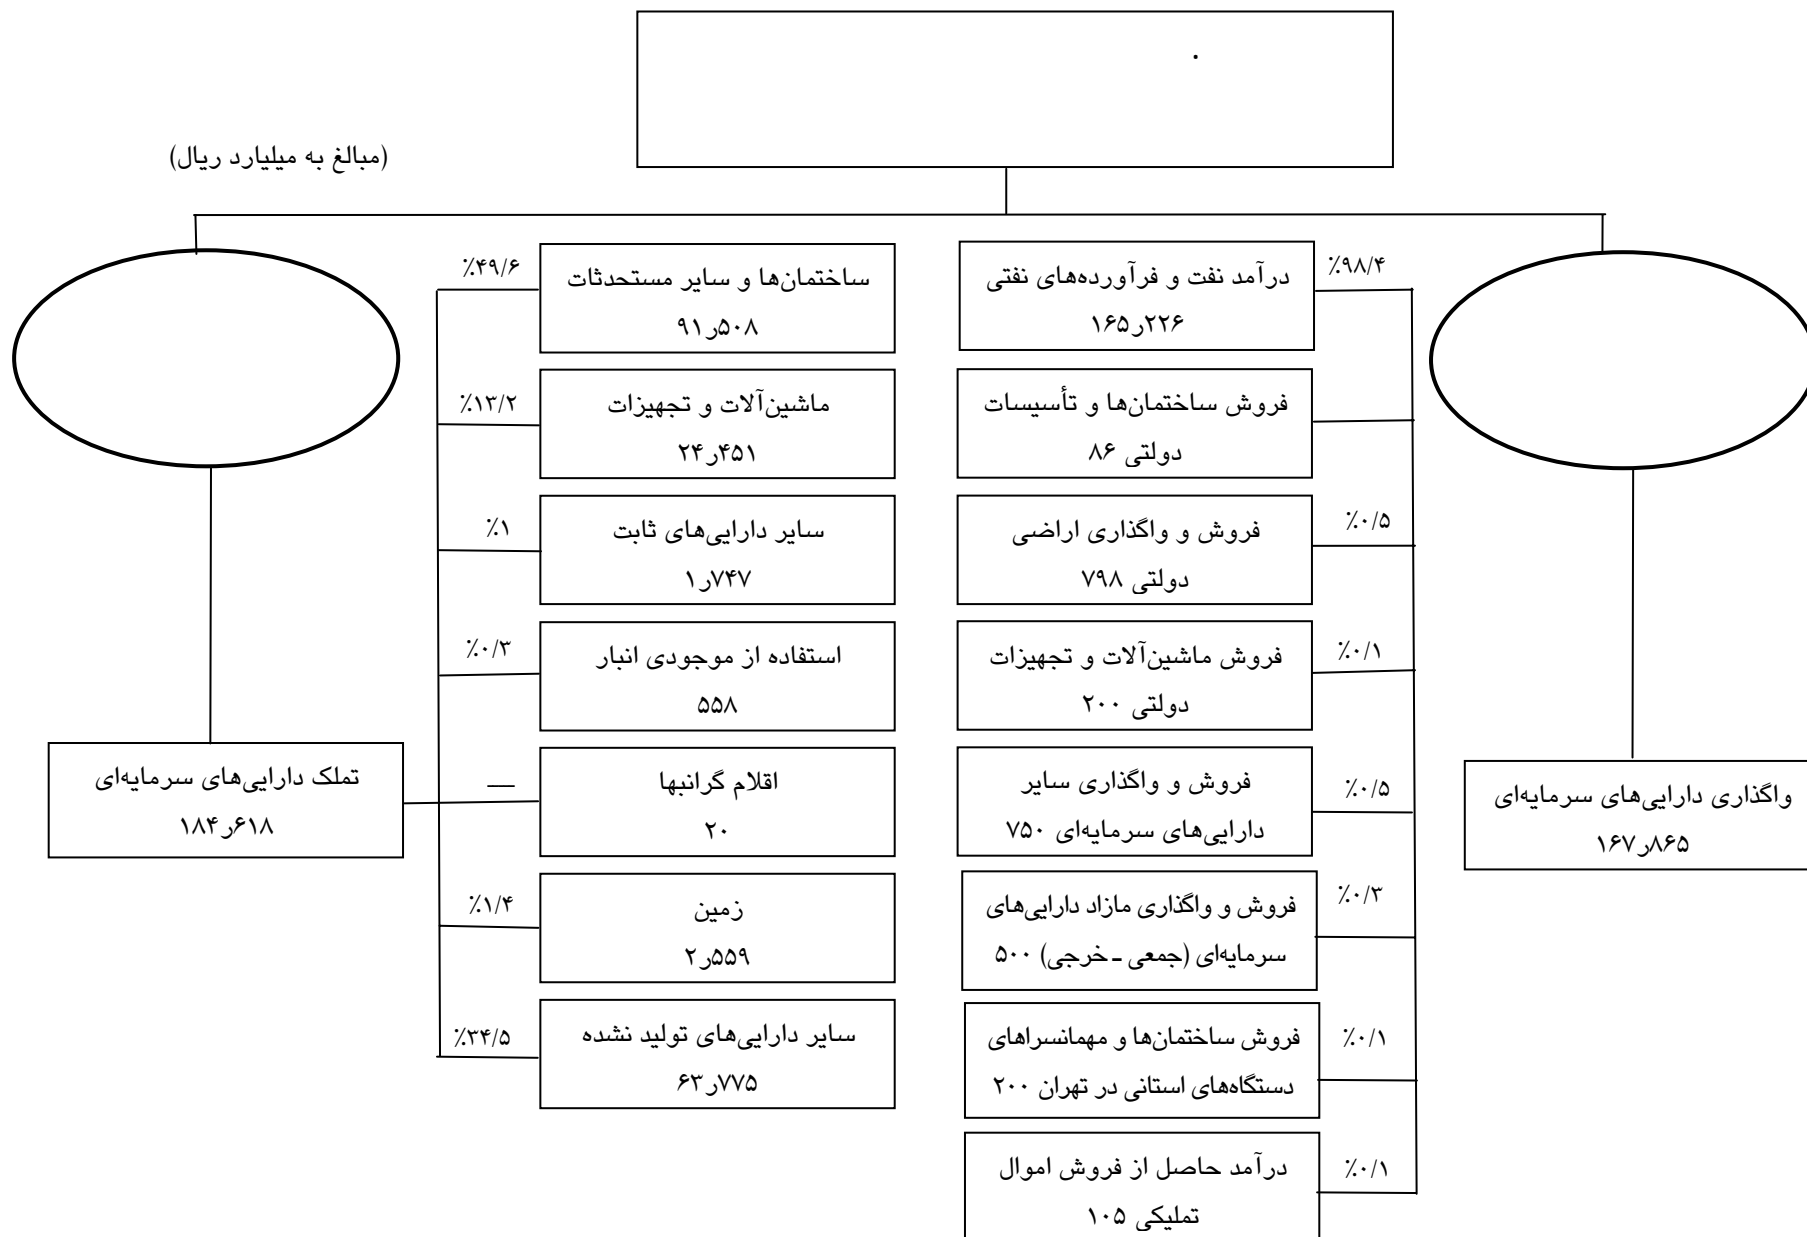 (مبالغ به میلیارد ریال)
واگذاری دارایی‌های سرمایه‌ای
۱۶۷ر۸۶۵
٪۹۸/۴
درآمد نفت و فرآورده‌های نفتی
۱۶۵ر۲۲۶
فروش ساختمان‌ها و تأسیسات
دولتی ۸۶
٪۰/۵
فروش و واگذاری اراضی
دولتی ۷۹۸
٪۰/۱
فروش ماشین‌آلات و تجهیزات
دولتی ۲۰۰
٪۰/۵
فروش و واگذاری سایر
دارایی‌های سرمایه‌ای ۷۵۰
٪۰/۳
فروش و واگذاری مازاد دارایی‌های
سرمایه‌ای (جمعی ـ خرجی) ۵۰۰
٪۰/۱
فروش ساختمان‌ها و مهمانسراهای
دستگاه‌های استانی در تهران ۲۰۰
٪۰/۱
درآمد حاصل از فروش اموال
تملیکی ۱۰۵
ساختمان‌ها و سایر مستحدثات
۹۱ر۵۰۸
٪۴۹/۶
ماشین‌آلات و تجهیزات
۲۴ر۴۵۱
٪۱۳/۲
سایر دارایی‌های ثابت
۱ر۷۴۷
٪۱
استفاده از موجودی انبار
۵۵۸
٪۰/۳
اقلام گرانبها
۲۰
—
زمین
۲ر۵۵۹
٪۱/۴
سایر دارایی‌های تولید نشده
۶۳ر۷۷۵
٪۳۴/۵
تملک دارایی‌های سرمایه‌ای
۱۸۴ر۶۱۸